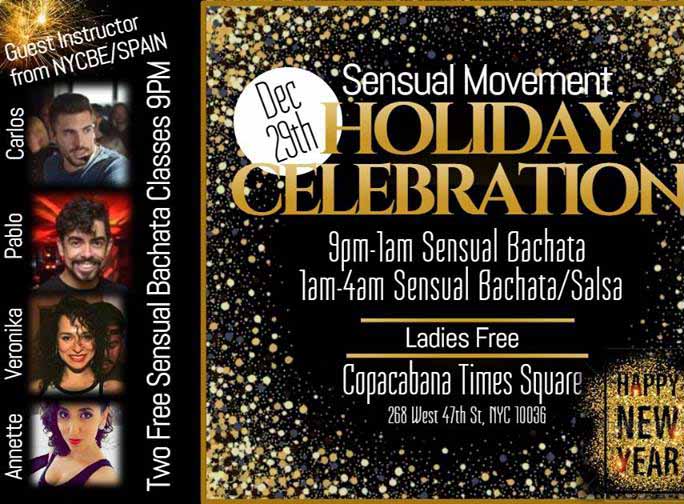 Guest Instructor
from NYCBE/SPAIN
Carlos
Pablo
Veronika
Annette
Two Free Sensual Bachata Classes 9PM
Dec
29th
Sensual Movement
HOLIDAY
CELEBRATION
9pm-1am Sensual Bachata
1am-4am Sensual Bachata/Salsa
Ladies Free
Copacabana Times Square
268 West 47th St, NYC 10036
HAPPY
NEW
YEAR